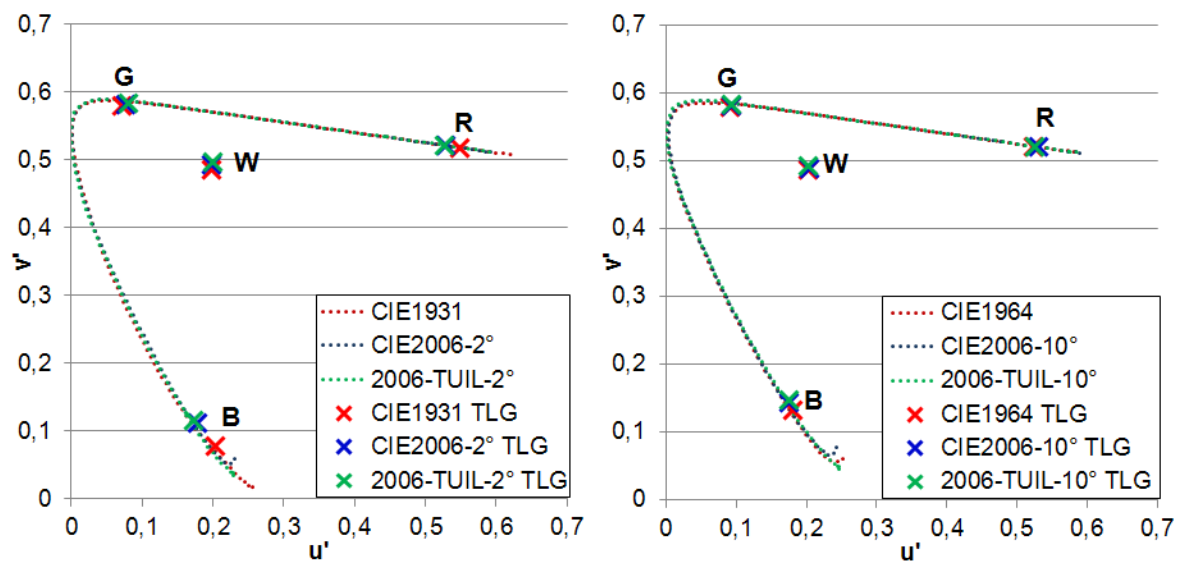 0,7
0,6
0,5
0,4
0,3
0,2
0,1
0
v'
G
R
W
B
CIE1931
CIE2006-2°
2006-TUIL-2°
CIE1931 TLG
CIE2006-2° TLG
2006-TUIL-2° TLG
0 0,1 0,2 0,3 0,4 0,5 0,6 0,7
u'
0,7
0,6
0,5
0,4
0,3
0,2
0,1
0
v'
G
R
W
B
CIE1964
CIE2006-10°
2006-TUIL-10°
CIE1964 TLG
CIE2006-10° TLG
2006-TUIL-10° TLG
0 0,1 0,2 0,3 0,4 0,5 0,6 0,7
u'